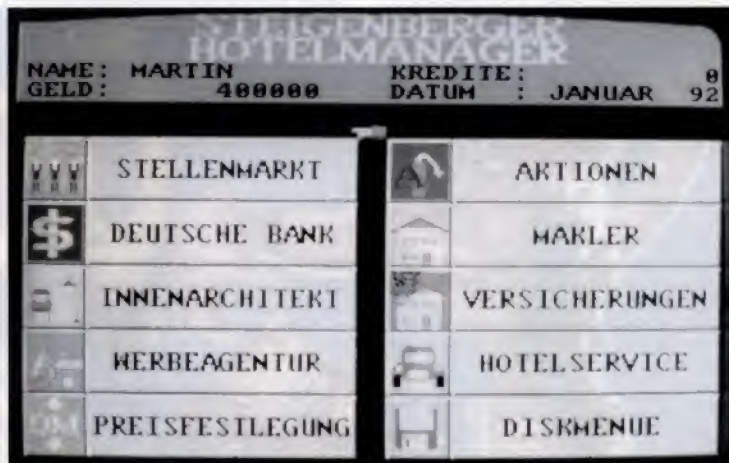 STEIGENBERGER
HOTELMANAGER
NAME: MARTIN KREDITE: 0
GELD: 400000 DATUM : JANUAR 92
STELLENMARKT
AKTIONEN
DEUTSCHE BANK
MAKLER
INNENARCHITEKT
VERSICHERUNGEN
WERBEAGENTUR
HOTELSERVICE
DM
PREISFESTLEGUNG
DISKMENUE